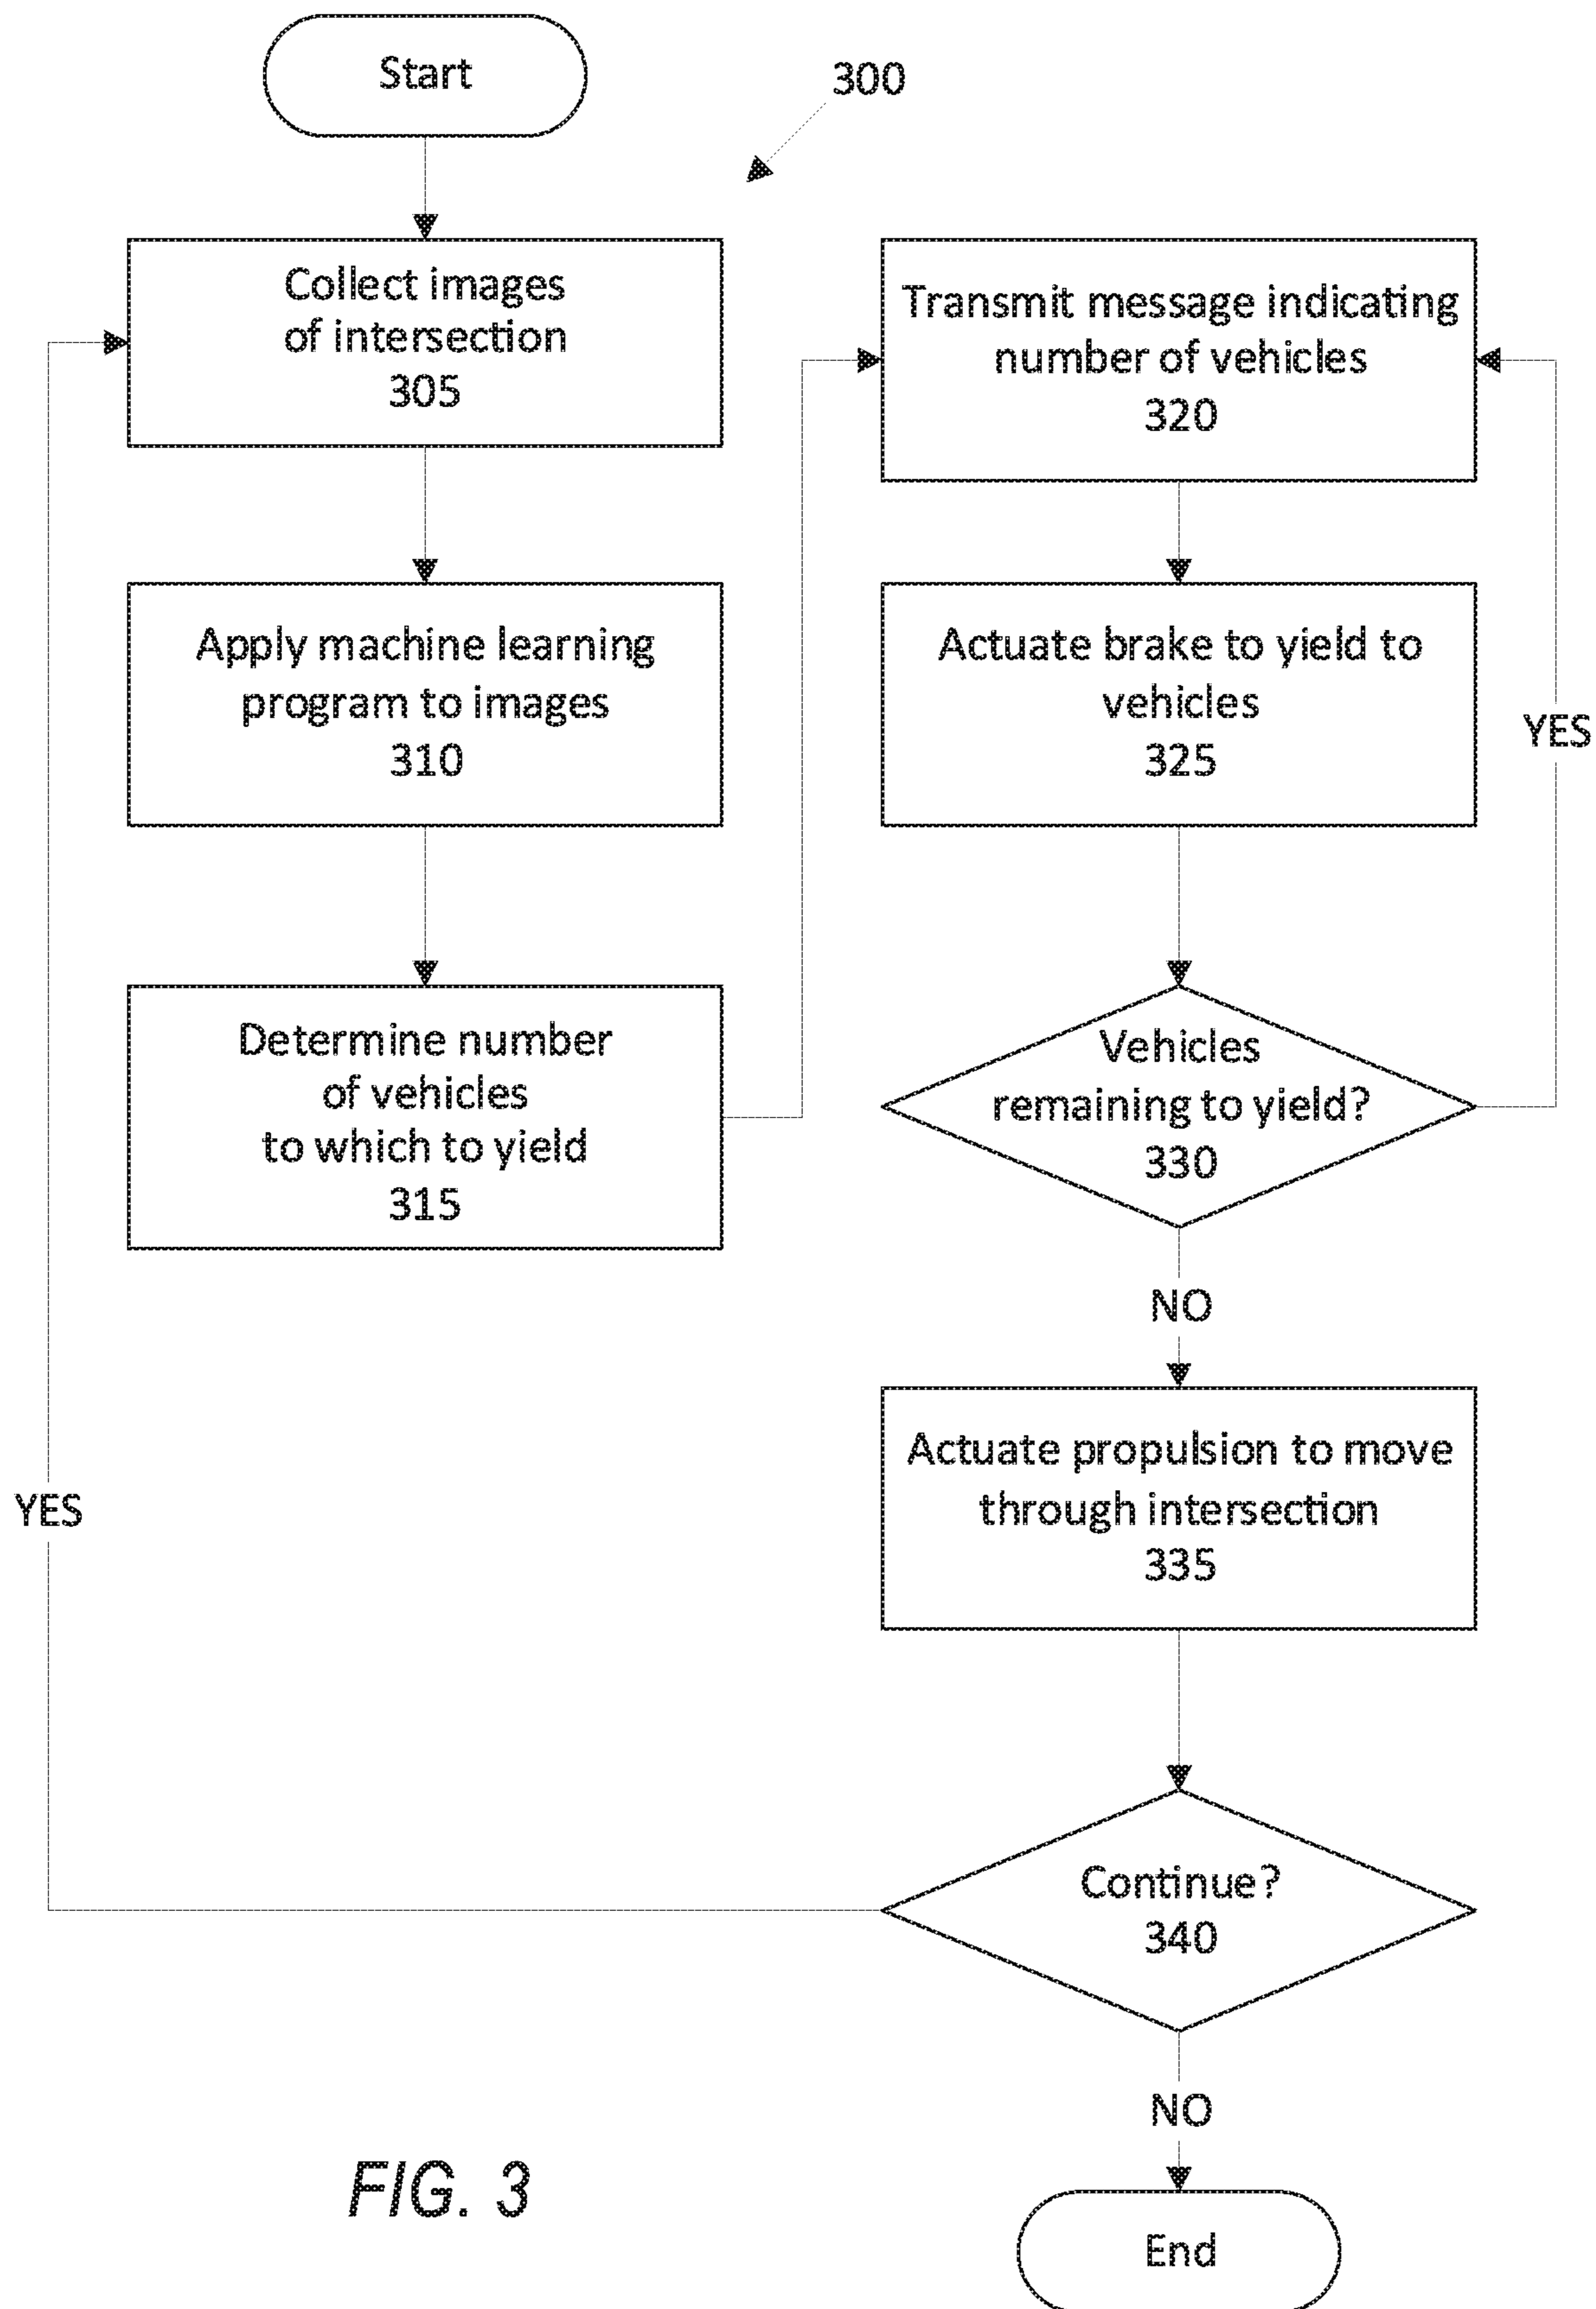 Start
300
Collect images
of intersection
305
Apply machine learning
program to images
310
Determine number
of vehicles
to which to yield
315
Transmit message indicating
number of vehicles
320
Actuate brake to yield to
vehicles
325
YES
Vehicles
remaining to yield?
330
NO
Actuate propulsion to move
through intersection
335
YES
Continue?
340
NO
End
FIG. 3